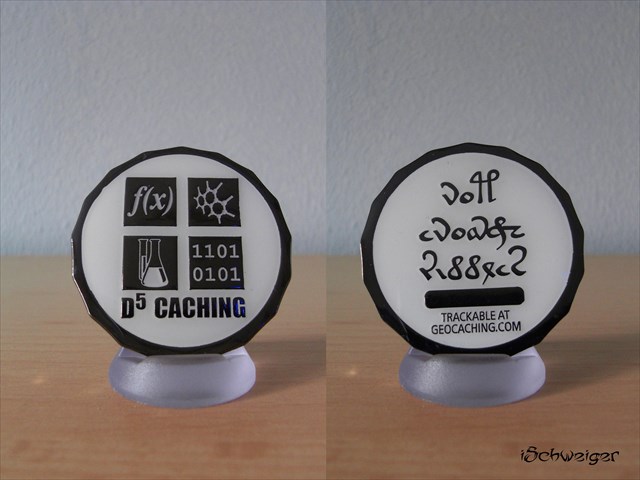 f(x)
1101
0101
D⁵ CACHING
TRACKABLE AT
GEOCACHING.COM
iSchweiger